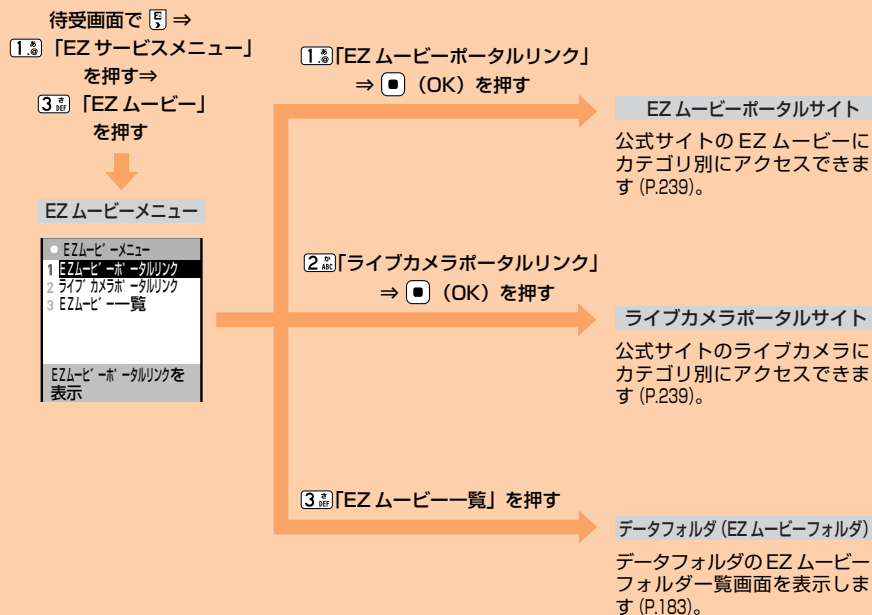 待受画面で ⇒
1 あ @ 「EZ サービスメニュー」
を押す⇒
3 さ DEF 「EZ ムービー」
を押す
EZ ムービーメニュー
EZムービーメニュー
1 EZムービーポータルリンク
2 ライブカメラポータルリンク
3 EZムービー一覧
EZムービーポータルリンクを
表示
1 あ @ 「EZ ムービーポータルリンク」
⇒ (OK) を押す
EZ ムービーポータルサイト
公式サイトの EZ ムービーに
カテゴリ別にアクセスできま
す (P.239)。
2 か ABC 「ライブカメラポータルリンク」
⇒ (OK) を押す
ライブカメラポータルサイト
公式サイトのライブカメラに
カテゴリ別にアクセスできま
す (P.239)。
3 さ DEF 「EZ ムービー一覧」を押す
データフォルダ (EZ ムービーフォルダ)
データフォルダの EZ ムービー
フォルダ一覧画面を表示しま
す (P.183)。